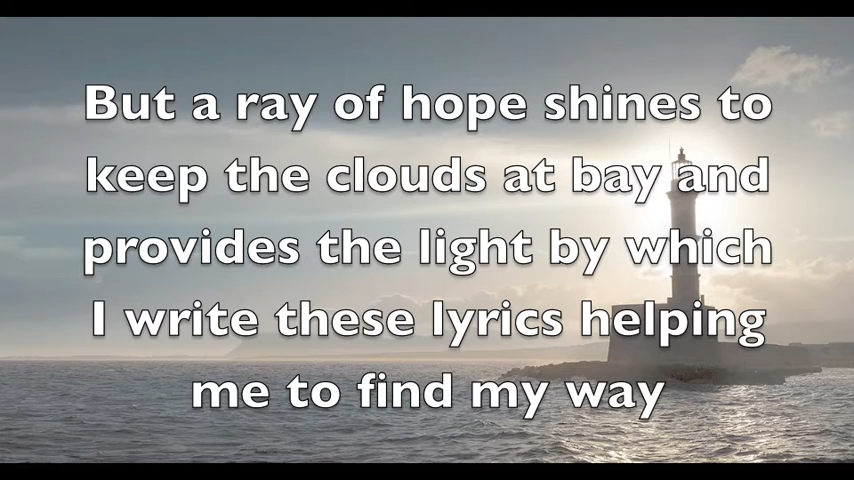 But a ray of hope shines to
keep the clouds at bay and
provides the light by which
I write these lyrics helping
me to find my way